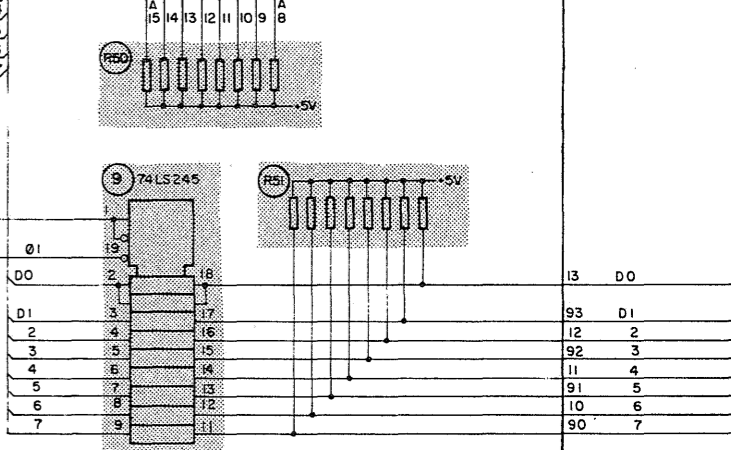 A A
15 14 13 12 11 10 9 8
R50
+5V
9 74LS245
R51
+5V
1
19
Ø1
D0 2 18 13 D0
D1 3 17 93 D1
2 4 16 12 2
3 5 15 92 3
4 6 14 11 4
5 7 13 91 5
6 8 12 10 6
7 9 11 90 7